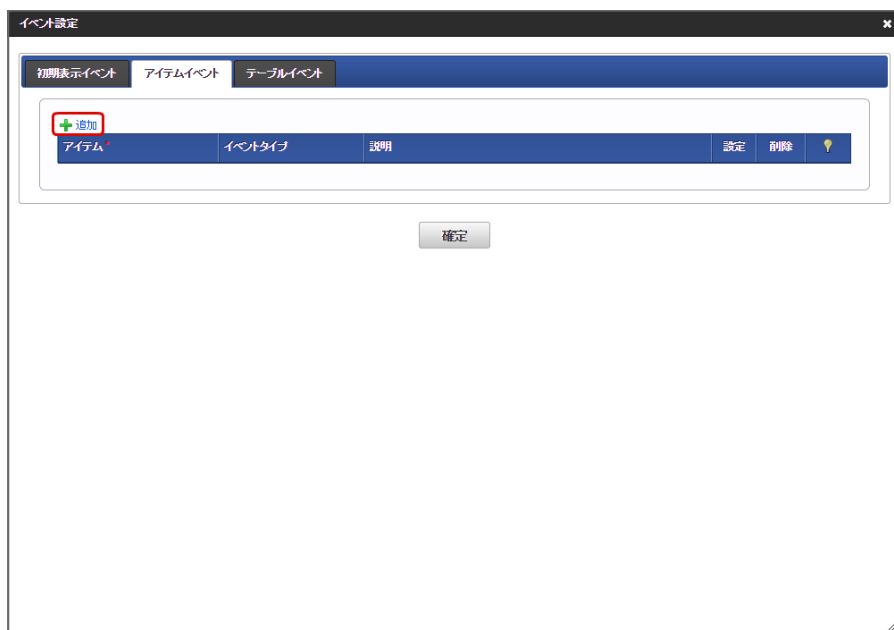 イベント設定
初期表示イベント アイテムイベント テーブルイベント
追加
アイテム* イベントタイプ 説明 設定 削除
確定